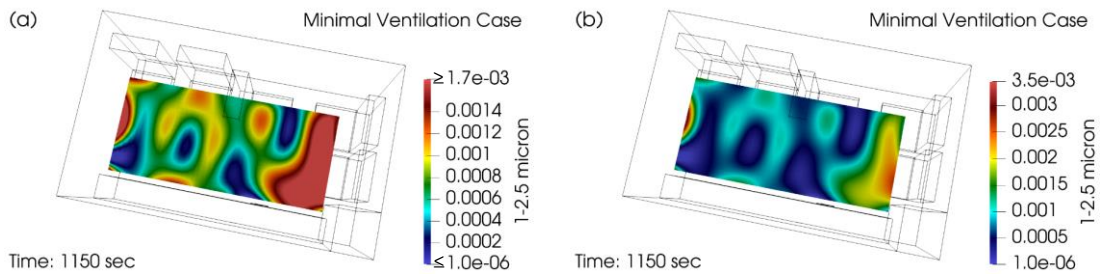 (a)
Minimal Ventilation Case
≥ 1.7e-03
0.0014
0.0012
0.001
0.0008
0.0006
0.0004
0.0002
≤ 1.0e-06
1-2.5 micron
Time: 1150 sec
(b)
Minimal Ventilation Case
3.5e-03
0.003
0.0025
0.002
0.0015
0.001
0.0005
1.0e-06
1-2.5 micron
Time: 1150 sec